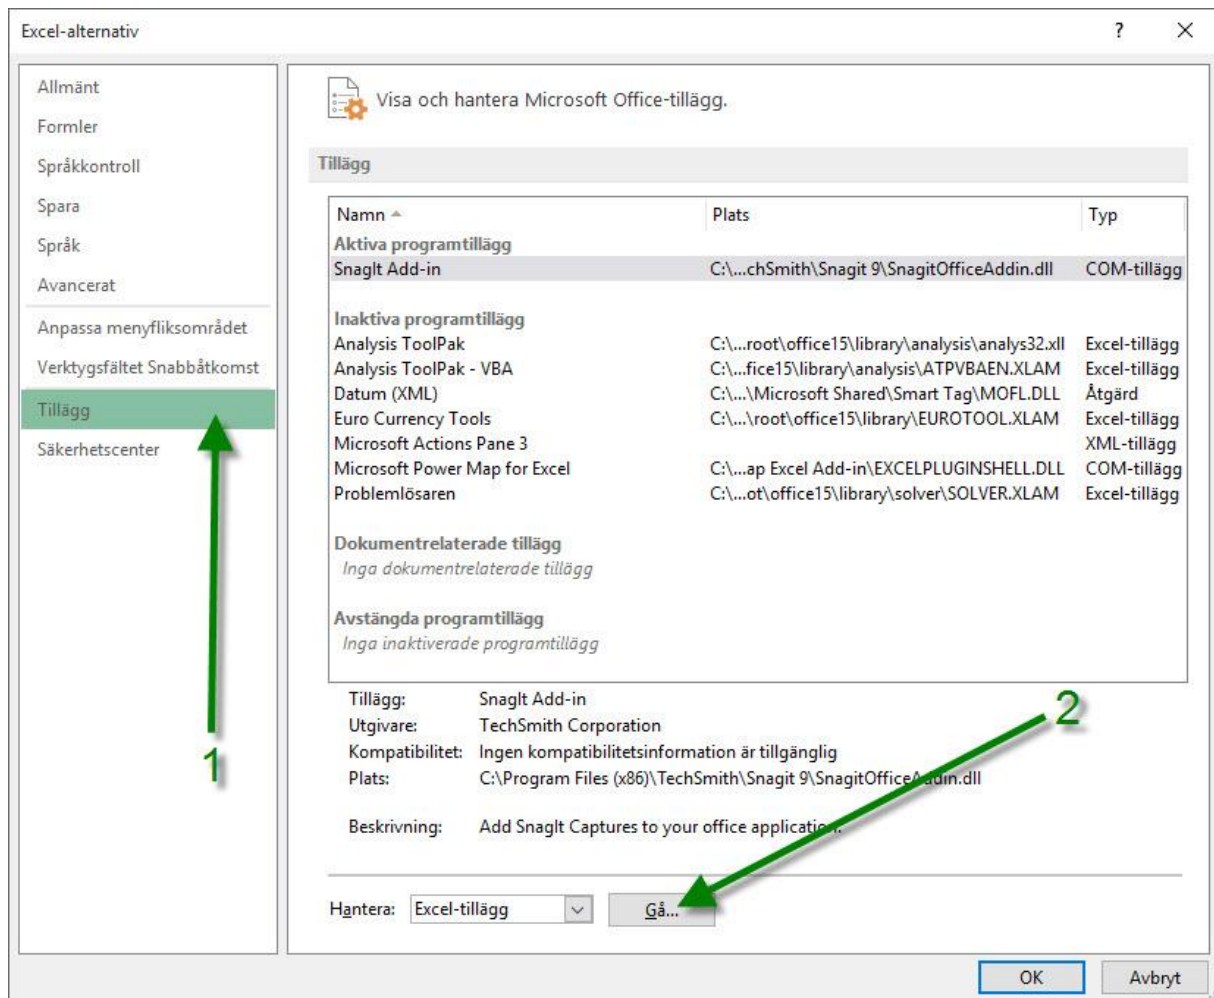 Excel-alternativ
?
Allmänt
Formler
Språkkontroll
Spara
Språk
Avancerat
Anpassa menyfliksområdet
Verktygsfältet Snabbåtkomst
Tillägg
Säkerhetscenter
1
Visa och hantera Microsoft Office-tillägg.
Tillägg
Namn Plats Typ
Aktiva programtillägg
SnagIt Add-in C:\...chSmith\Snagit 9\SnagitOfficeAddin.dll COM-tillägg
Inaktiva programtillägg
Analysis ToolPak C:\...root\office15\library\analysis\analys32.xll Excel-tillägg
Analysis ToolPak - VBA C:\...fice15\library\analysis\ATPVBAEN.XLAM Excel-tillägg
Datum (XML) C:\...\Microsoft Shared\Smart Tag\MOFL.DLL Åtgärd
Euro Currency Tools C:\...\root\office15\library\EUROTOOL.XLAM Excel-tillägg
Microsoft Actions Pane 3 XML-tillägg
Microsoft Power Map for Excel C:\...ap Excel Add-in\EXCELPLUGINSHELL.DLL COM-tillägg
Problemlösaren C:\...ot\office15\library\solver\SOLVER.XLAM Excel-tillägg
Dokumentrelaterade tillägg
Inga dokumentrelaterade tillägg
Avstängda programtillägg
Inga inaktiverade programtillägg
Tillägg: SnagIt Add-in
2
Utgivare: TechSmith Corporation
Kompatibilitet: Ingen kompatibilitetsinformation är tillgänglig
Plats: C:\Program Files (x86)\TechSmith\Snagit 9\SnagitOfficeAddin.dll
Beskrivning: Add SnagIt Captures to your office application.
Hantera: Excel-tillägg Gå...
OK Avbryt